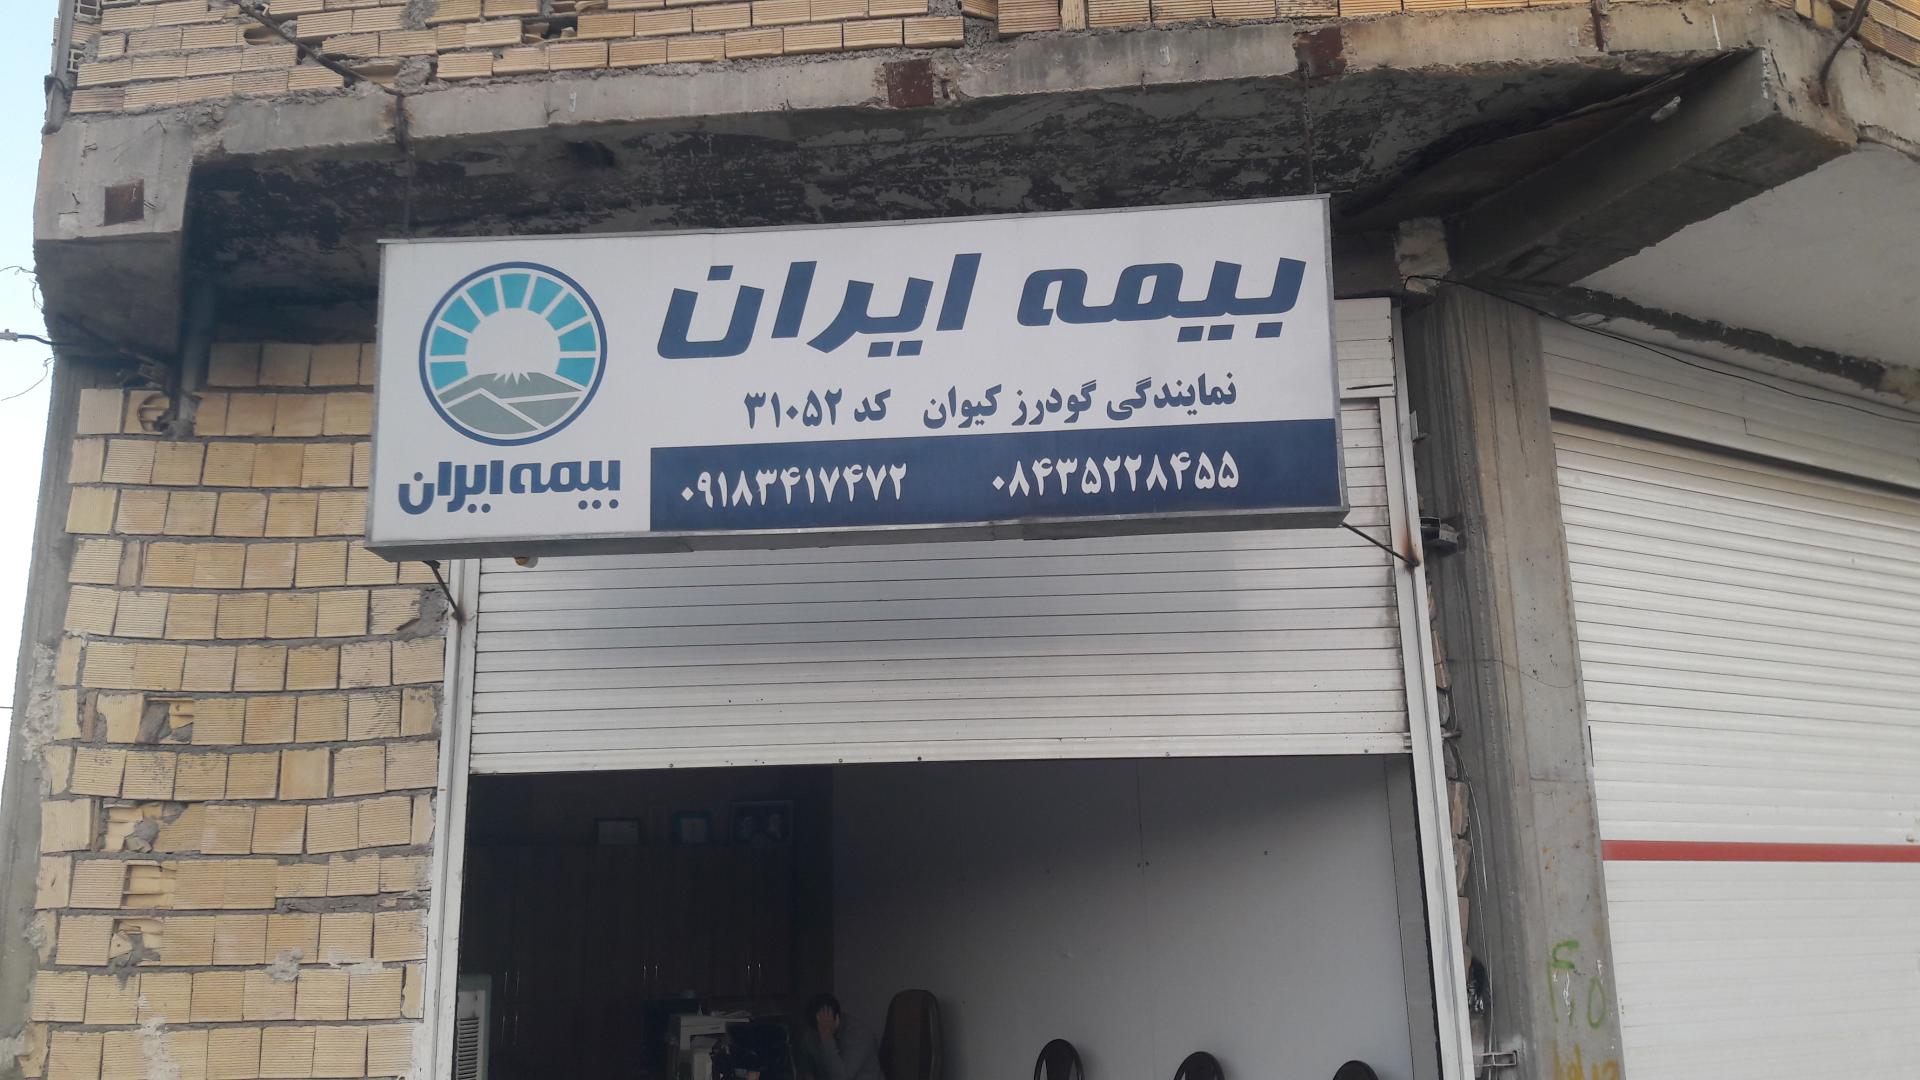 بیمه ایران
نمایندگی گودرز کیوان کد ۳۱۰۵۲
۰۸۴۳۵۲۲۸۴۵۵ ۰۹۱۸۳۴۱۷۴۷۲
بیمه ایران